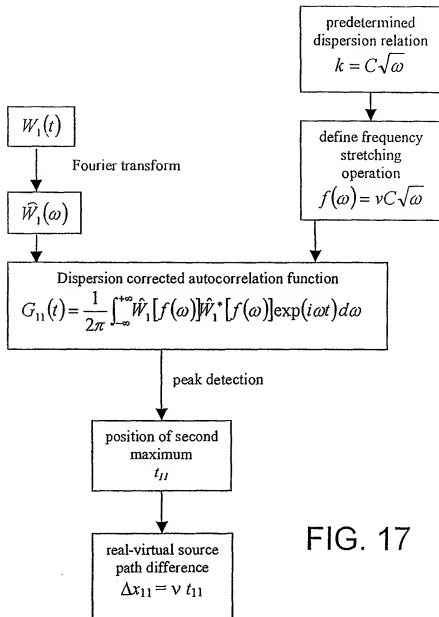 predetermined
dispersion relation
k = C√ω
W₁(t)
Fourier transform
Ŵ₁(ω)
define frequency
stretching
operation
f(ω) = νC√ω
Dispersion corrected autocorrelation function
G₁₁(t) = 1/2π ∫₋∞⁺∞ Ŵ₁[f(ω)]Ŵ₁*[f(ω)]exp(iωt)dω
peak detection
position of second
maximum
t₁₁
real-virtual source
path difference
Δx₁₁ = ν t₁₁
FIG. 17